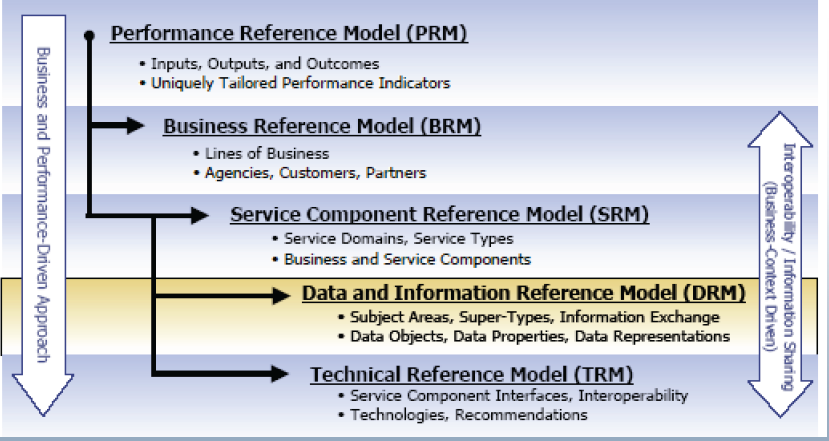 Performance Reference Model (PRM)
• Inputs, Outputs, and Outcomes
• Uniquely Tailored Performance Indicators
Business Reference Model (BRM)
• Lines of Business
• Agencies, Customers, Partners
Service Component Reference Model (SRM)
• Service Domains, Service Types
• Business and Service Components
Data and Information Reference Model (DRM)
• Subject Areas, Super-Types, Information Exchange
• Data Objects, Data Properties, Data Representations
Technical Reference Model (TRM)
• Service Component Interfaces, Interoperability
• Technologies, Recommendations
Business and Performance-Driven Approach
Interoperability / Information Sharing
(Business-Context Driven)